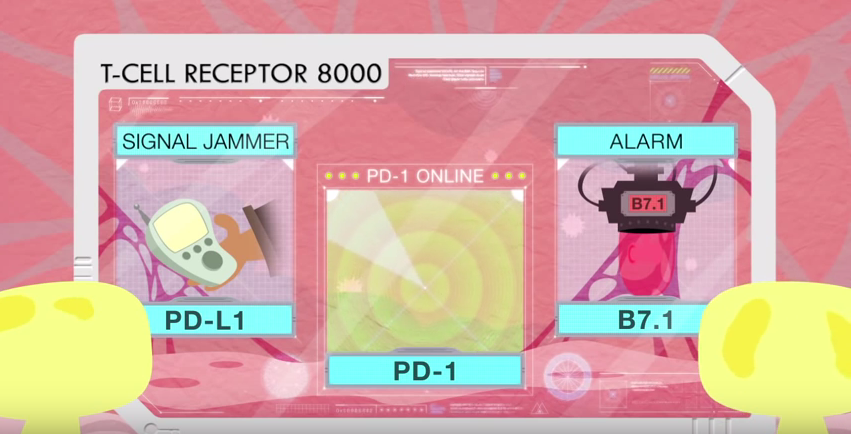 T-CELL RECEPTOR 8000
SIGNAL JAMMER
ALARM
PD-1 ONLINE
B7.1
PD-L1
B7.1
PD-1